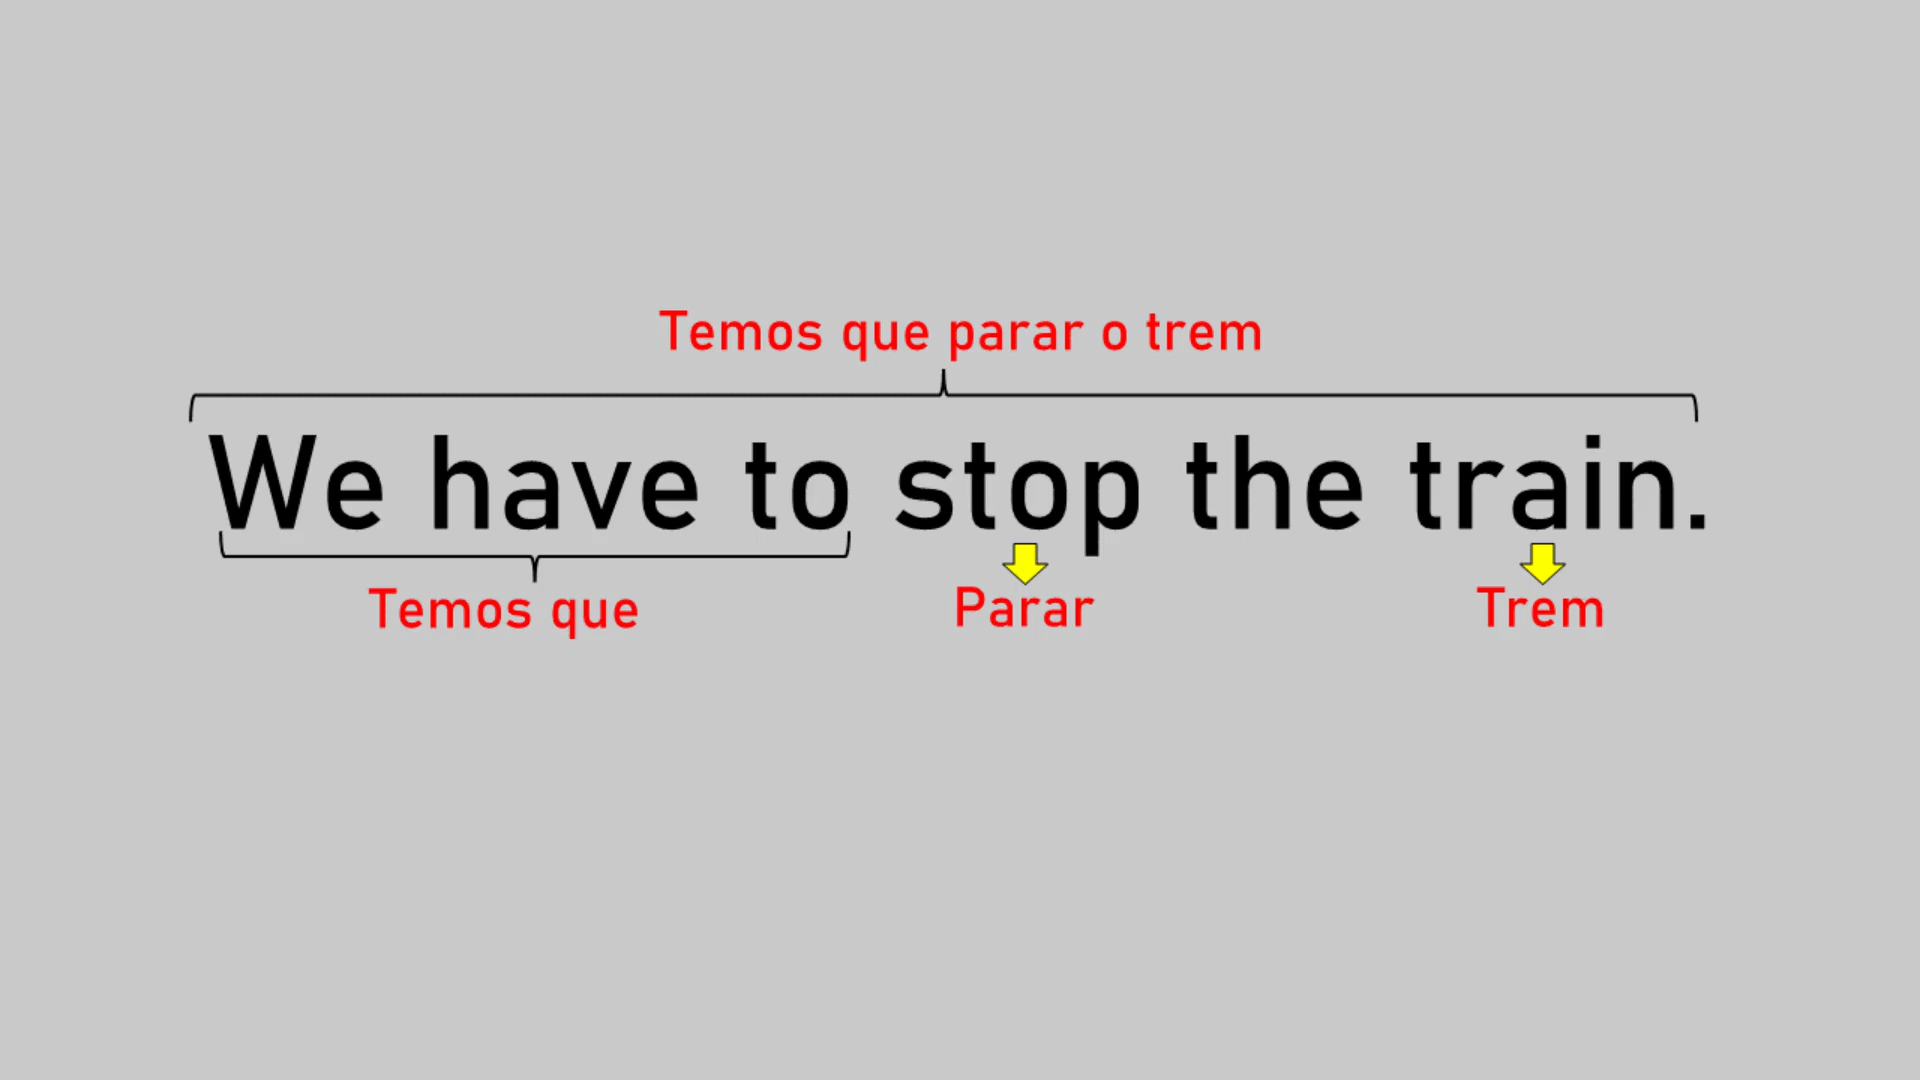 Temos que parar o trem
We have to stop the train.
Temos que Parar Trem